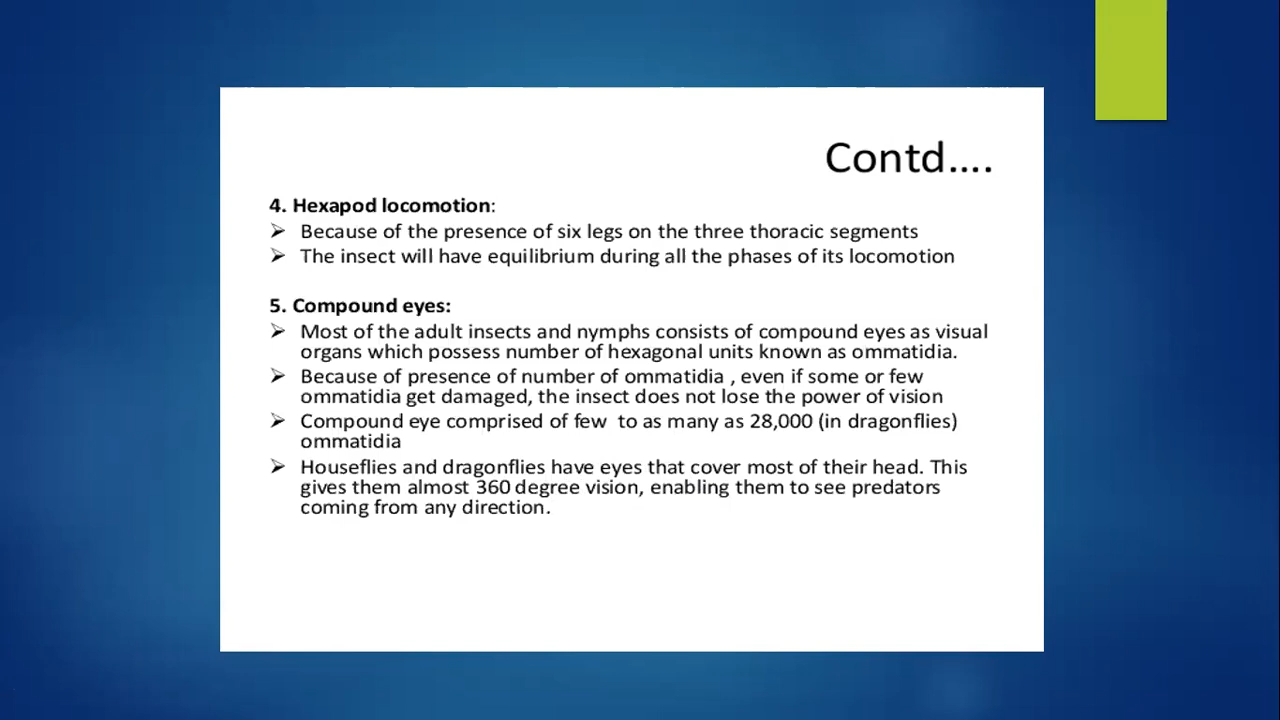 Contd....
4. Hexapod locomotion:
➢ Because of the presence of six legs on the three thoracic segments
➢ The insect will have equilibrium during all the phases of its locomotion
5. Compound eyes:
➢ Most of the adult insects and nymphs consists of compound eyes as visual
organs which possess number of hexagonal units known as ommatidia.
➢ Because of presence of number of ommatidia , even if some or few
ommatidia get damaged, the insect does not lose the power of vision
➢ Compound eye comprised of few to as many as 28,000 (in dragonflies)
ommatidia
➢ Houseflies and dragonflies have eyes that cover most of their head. This
gives them almost 360 degree vision, enabling them to see predators
coming from any direction.